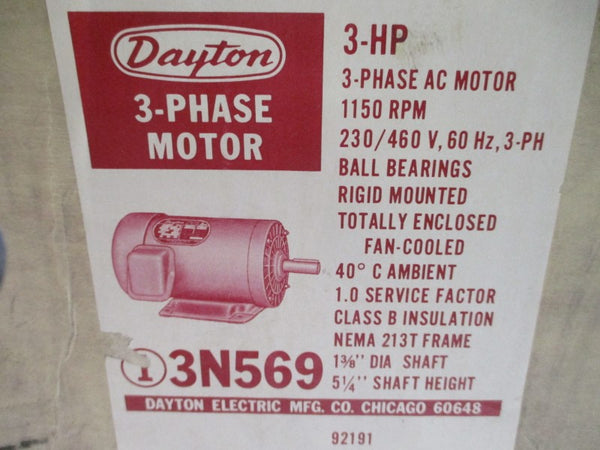 Dayton
3-PHASE
MOTOR
3-HP
3-PHASE AC MOTOR
1150 RPM
230/460 V, 60 Hz, 3-PH
BALL BEARINGS
RIGID MOUNTED
TOTALLY ENCLOSED
FAN-COOLED
40° C AMBIENT
1.0 SERVICE FACTOR
CLASS B INSULATION
NEMA 213T FRAME
1⅜'' DIA SHAFT
5¼'' SHAFT HEIGHT
① 3N569
DAYTON ELECTRIC MFG. CO. CHICAGO 60648
92191